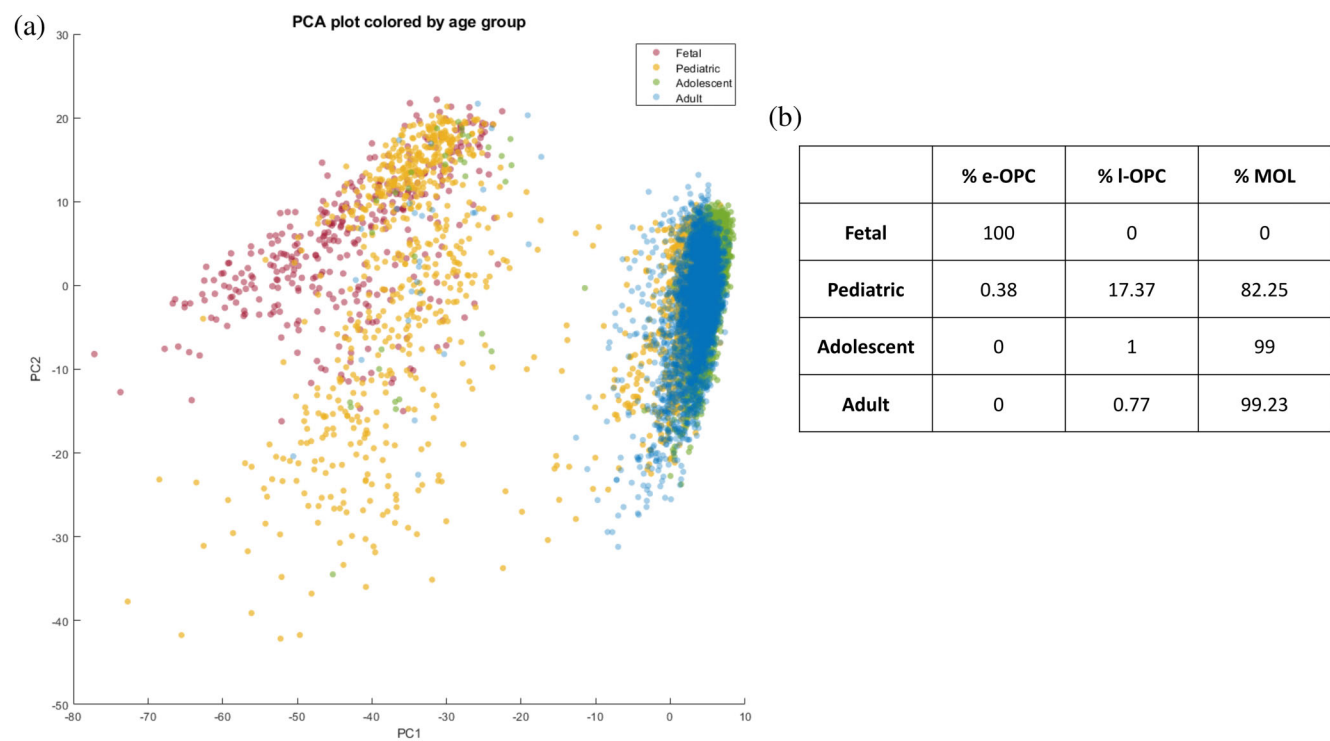 (a)
PCA plot colored by age group
Fetal
Pediatric
Adolescent
Adult
30
20
10
0
-10
-20
-30
-40
-50
PC2
-80 -70 -60 -50 -40 -30 -20 -10 0 10
PC1
(b)
% e-OPC % l-OPC % MOL
Fetal 100 0 0
Pediatric 0.38 17.37 82.25
Adolescent 0 1 99
Adult 0 0.77 99.23